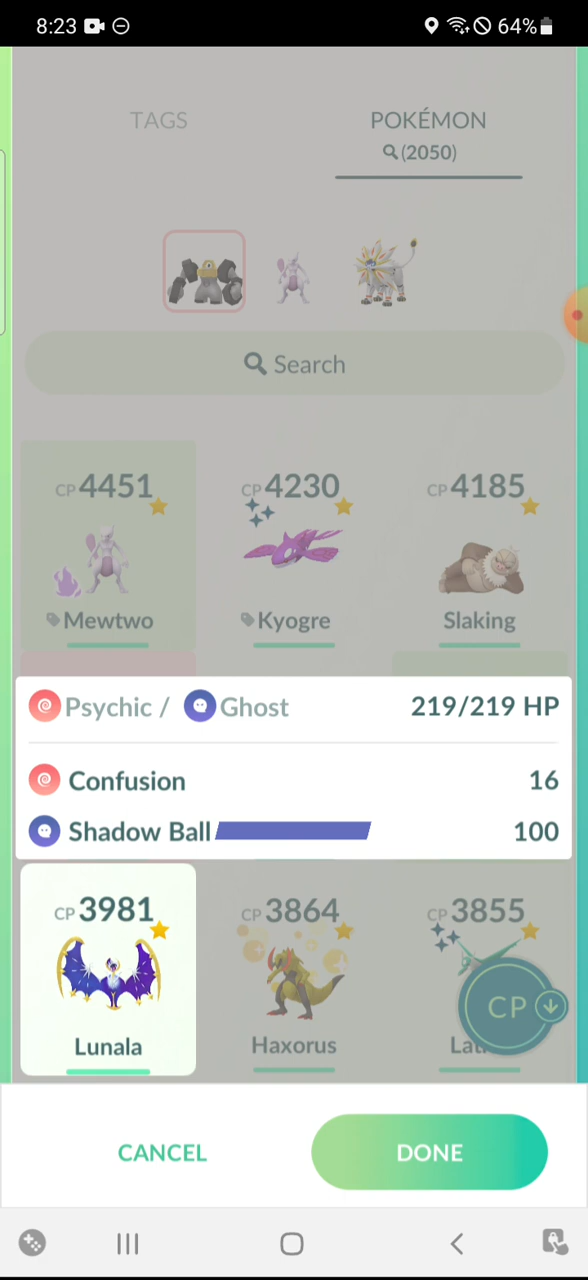 8:23 64%
TAGS POKÉMON
(2050)
Search
CP4451 CP4230 CP4185
Mewtwo Kyogre Slaking
Psychic / Ghost 219/219 HP
Confusion 16
Shadow Ball 100
CP3981 CP3864 CP3855
CP
Lunala Haxorus
CANCEL DONE